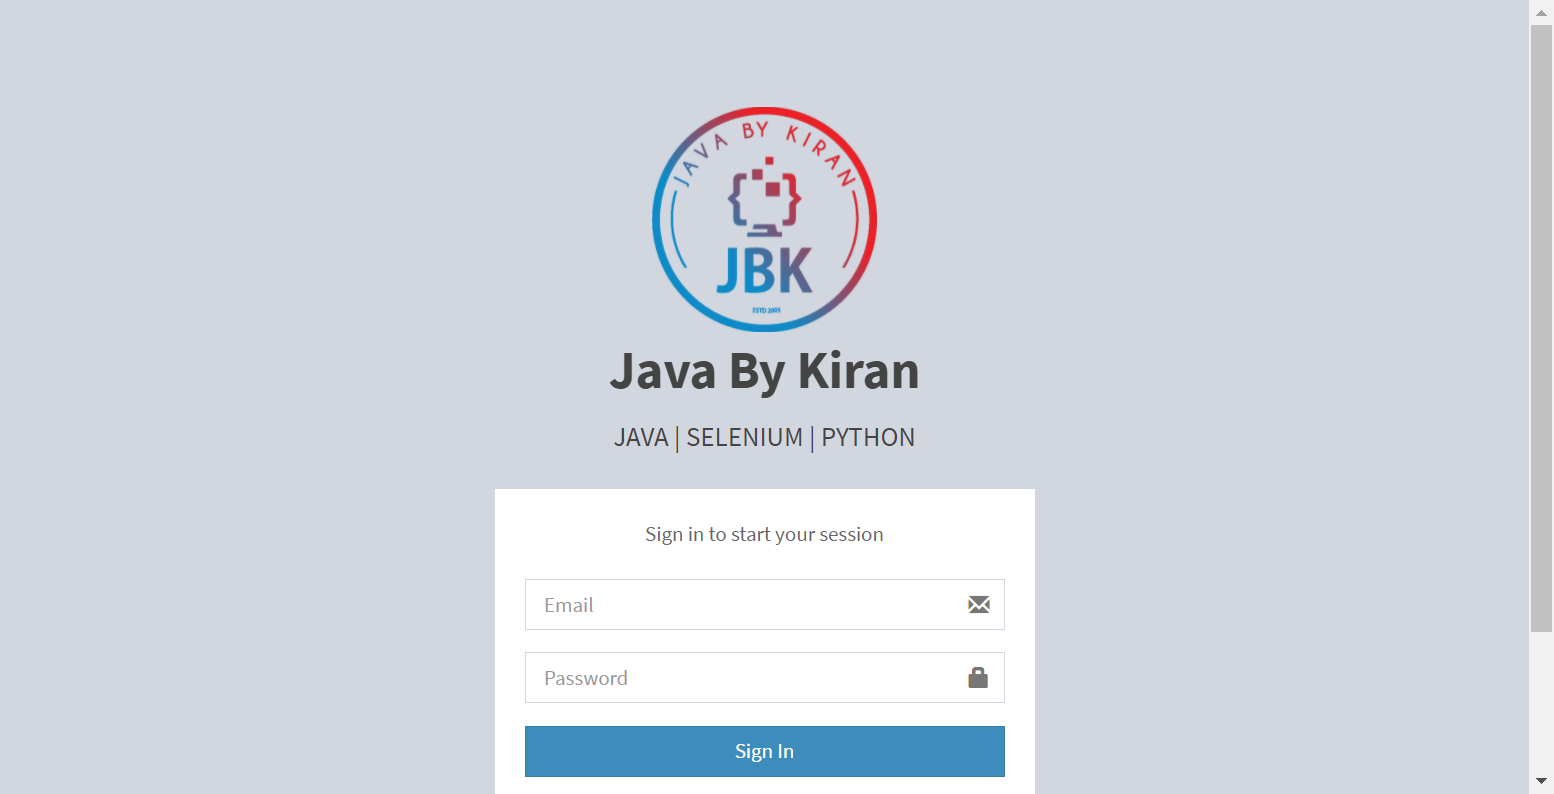 JAVA BY KIRAN
JBK
ESTD 2005
Java By Kiran
JAVA | SELENIUM | PYTHON
Sign in to start your session
Email
Password
Sign In